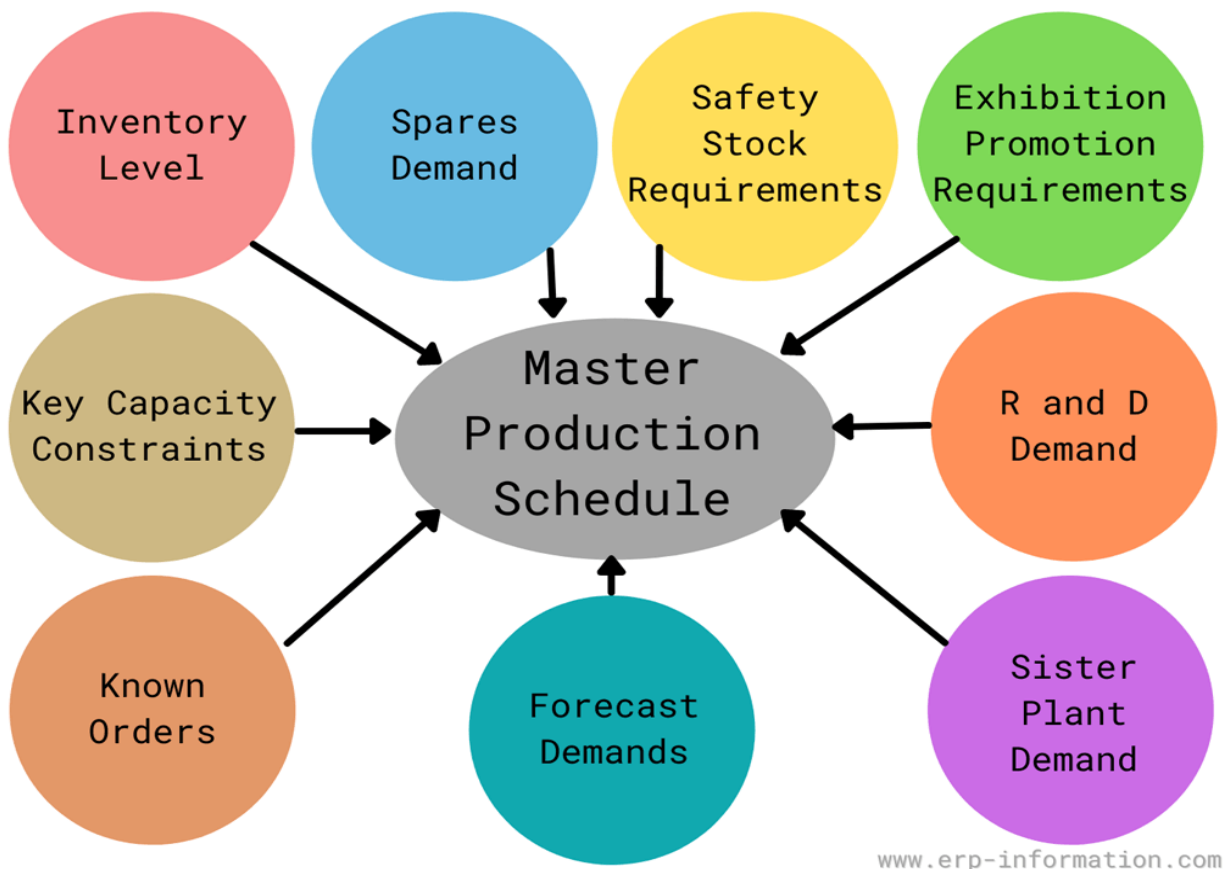 Inventory
Level
Spares
Demand
Safety
Stock
Requirements
Exhibition
Promotion
Requirements
Key Capacity
Constraints
Master
Production
Schedule
R and D
Demand
Known
Orders
Forecast
Demands
Sister
Plant
Demand
www.erp-information.com